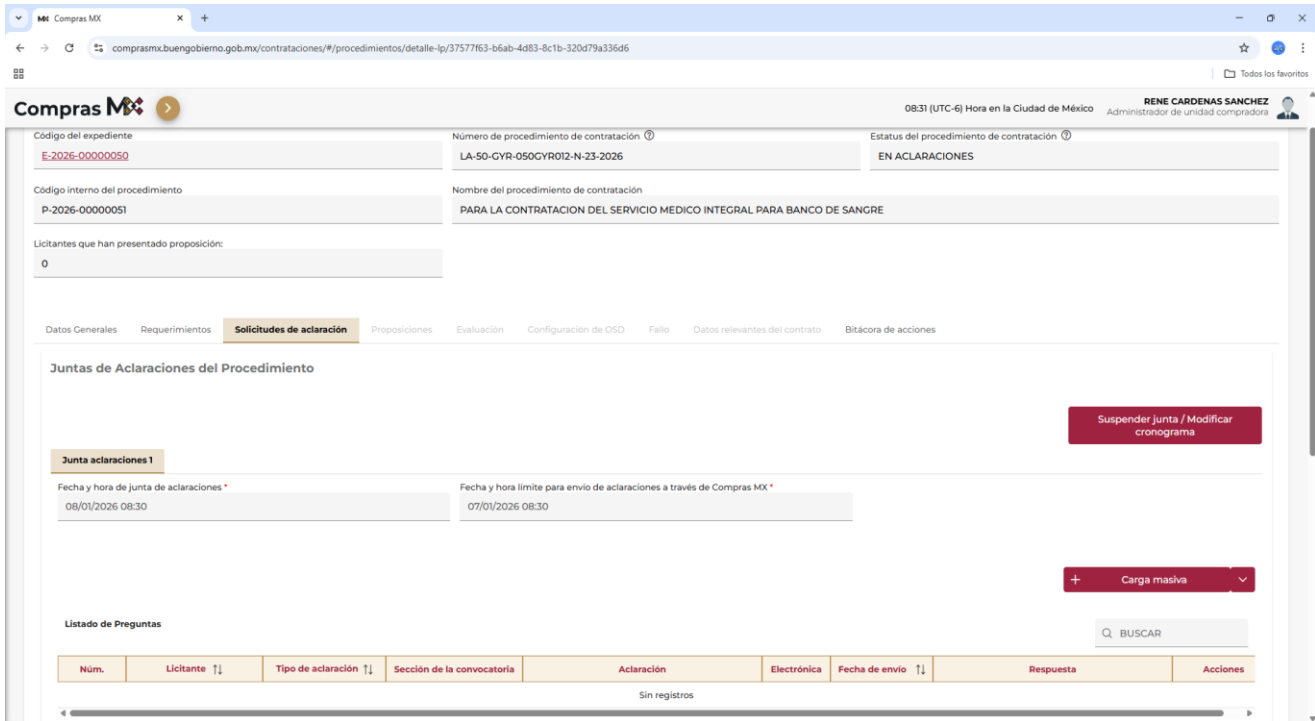 Compras MX
comprasmx.buengobierno.gob.mx/contrataciones/#/procedimientos/detalle-lp/37577f63-b6ab-4d83-8c1b-320d79a336d6
Todos los favoritos
Compras MX
08:31 (UTC-6) Hora en la Ciudad de México
RENE CARDENAS SANCHEZ
Administrador de unidad compradora
Código del expediente
Número de procedimiento de contratación
Estatus del procedimiento de contratación
E-2026-00000050
LA-50-GYR-050GYR012-N-23-2026
EN ACLARACIONES
Código interno del procedimiento
Nombre del procedimiento de contratación
P-2026-00000051
PARA LA CONTRATACION DEL SERVICIO MEDICO INTEGRAL PARA BANCO DE SANGRE
Licitantes que han presentado proposición:
0
Datos Generales Requerimientos Solicitudes de aclaración Proposiciones Evaluación Configuración de OSD Fallo Datos relevantes del contrato Bitácora de acciones
Juntas de Aclaraciones del Procedimiento
Suspender junta / Modificar
cronograma
Junta aclaraciones 1
Fecha y hora de junta de aclaraciones *
Fecha y hora límite para envío de aclaraciones a través de Compras MX *
08/01/2026 08:30
07/01/2026 08:30
+ Carga masiva
Listado de Preguntas
BUSCAR
Núm. Licitante Tipo de aclaración Sección de la convocatoria Aclaración Electrónica Fecha de envío Respuesta Acciones
Sin registros